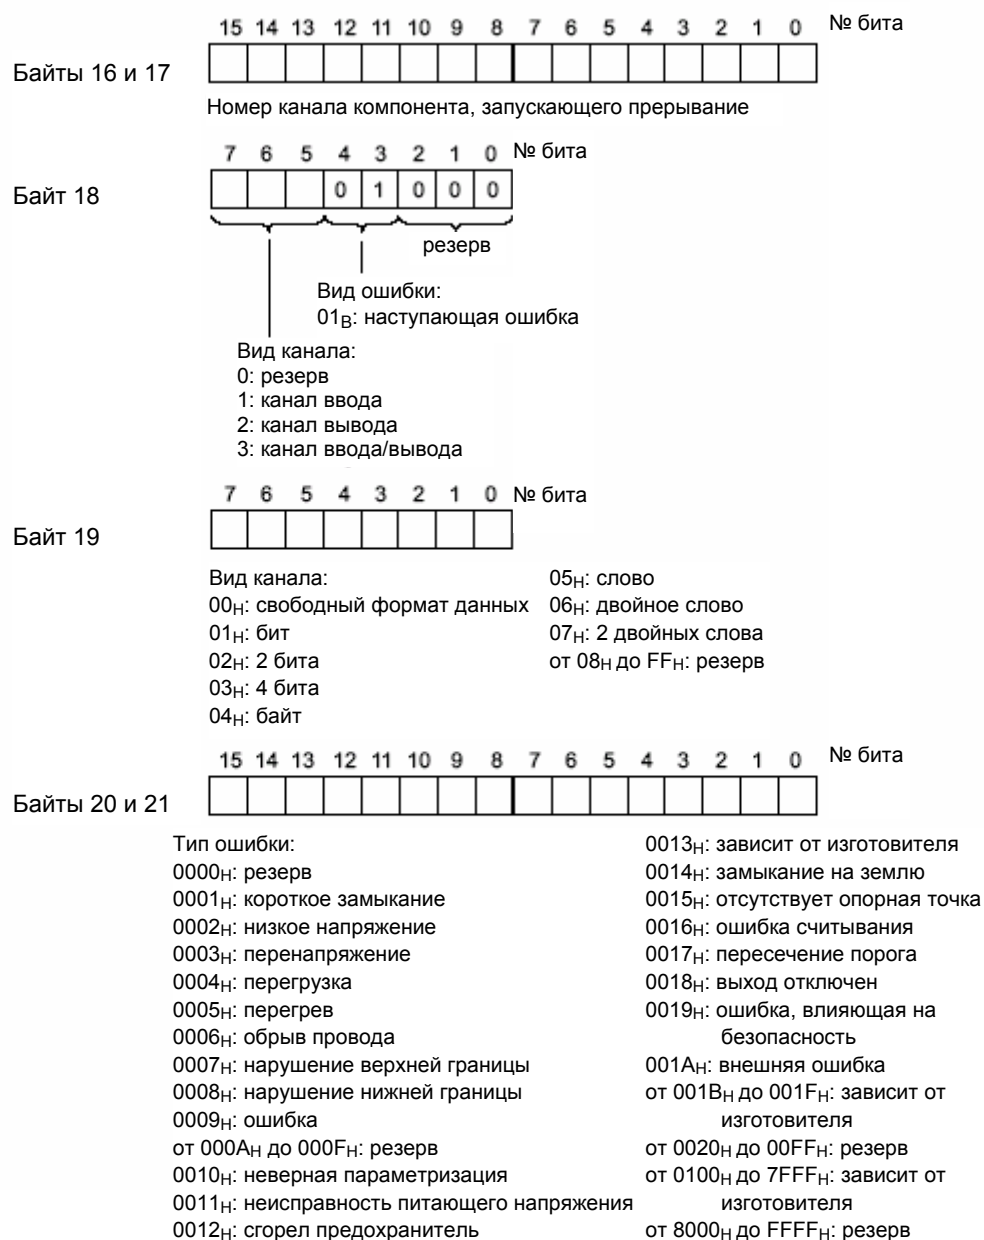 15 14 13 12 11 10 9 8 7 6 5 4 3 2 1 0 № бита
Байты 16 и 17
Номер канала компонента, запускающего прерывание
7 6 5 4 3 2 1 0 № бита
Байт 18 0 1 0 0 0
резерв
Вид ошибки:
01B: наступающая ошибка
Вид канала:
0: резерв
1: канал ввода
2: канал вывода
3: канал ввода/вывода
7 6 5 4 3 2 1 0 № бита
Байт 19
Вид канала:
00H: свободный формат данных
01H: бит
02H: 2 бита
03H: 4 бита
04H: байт
05H: слово
06H: двойное слово
07H: 2 двойных слова
от 08H до FFH: резерв
15 14 13 12 11 10 9 8 7 6 5 4 3 2 1 0 № бита
Байты 20 и 21
Тип ошибки:
0000H: резерв
0001H: короткое замыкание
0002H: низкое напряжение
0003H: перенапряжение
0004H: перегрузка
0005H: перегрев
0006H: обрыв провода
0007H: нарушение верхней границы
0008H: нарушение нижней границы
0009H: ошибка
от 000AH до 000FH: резерв
0010H: неверная параметризация
0011H: неисправность питающего напряжения
0012H: сгорел предохранитель
0013H: зависит от изготовителя
0014H: замыкание на землю
0015H: отсутствует опорная точка
0016H: ошибка считывания
0017H: пересечение порога
0018H: выход отключен
0019H: ошибка, влияющая на
безопасность
001AH: внешняя ошибка
от 001BH до 001FH: зависит от
изготовителя
от 0020H до 00FFH: резерв
от 0100H до 7FFFH: зависит от
изготовителя
от 8000H до FFFFH: резерв